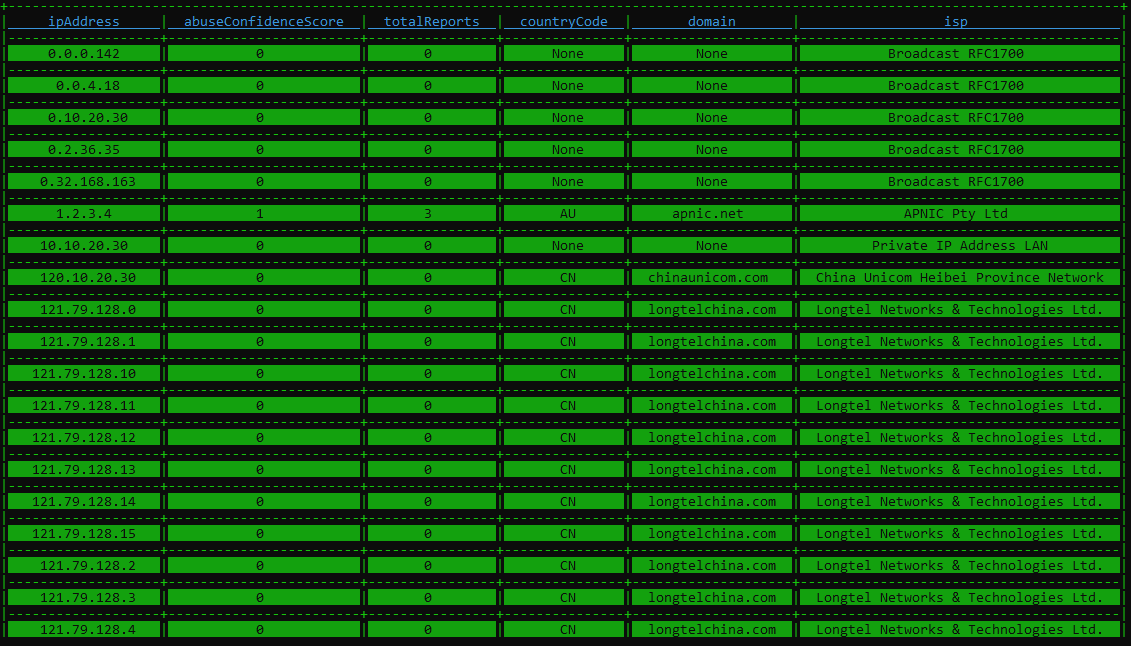 ipAddress | abuseConfidenceScore | totalReports | countryCode | domain | isp
0.0.0.142 | 0 | 0 | None | None | Broadcast RFC1700
0.0.4.18 | 0 | 0 | None | None | Broadcast RFC1700
0.10.20.30 | 0 | 0 | None | None | Broadcast RFC1700
0.2.36.35 | 0 | 0 | None | None | Broadcast RFC1700
0.32.168.163 | 0 | 0 | None | None | Broadcast RFC1700
1.2.3.4 | 1 | 3 | AU | apnic.net | APNIC Pty Ltd
10.10.20.30 | 0 | 0 | None | None | Private IP Address LAN
120.10.20.30 | 0 | 0 | CN | chinaunicom.com | China Unicom Heibei Province Network
121.79.128.0 | 0 | 0 | CN | longtelchina.com | Longtel Networks & Technologies Ltd.
121.79.128.1 | 0 | 0 | CN | longtelchina.com | Longtel Networks & Technologies Ltd.
121.79.128.10 | 0 | 0 | CN | longtelchina.com | Longtel Networks & Technologies Ltd.
121.79.128.11 | 0 | 0 | CN | longtelchina.com | Longtel Networks & Technologies Ltd.
121.79.128.12 | 0 | 0 | CN | longtelchina.com | Longtel Networks & Technologies Ltd.
121.79.128.13 | 0 | 0 | CN | longtelchina.com | Longtel Networks & Technologies Ltd.
121.79.128.14 | 0 | 0 | CN | longtelchina.com | Longtel Networks & Technologies Ltd.
121.79.128.15 | 0 | 0 | CN | longtelchina.com | Longtel Networks & Technologies Ltd.
121.79.128.2 | 0 | 0 | CN | longtelchina.com | Longtel Networks & Technologies Ltd.
121.79.128.3 | 0 | 0 | CN | longtelchina.com | Longtel Networks & Technologies Ltd.
121.79.128.4 | 0 | 0 | CN | longtelchina.com | Longtel Networks & Technologies Ltd.